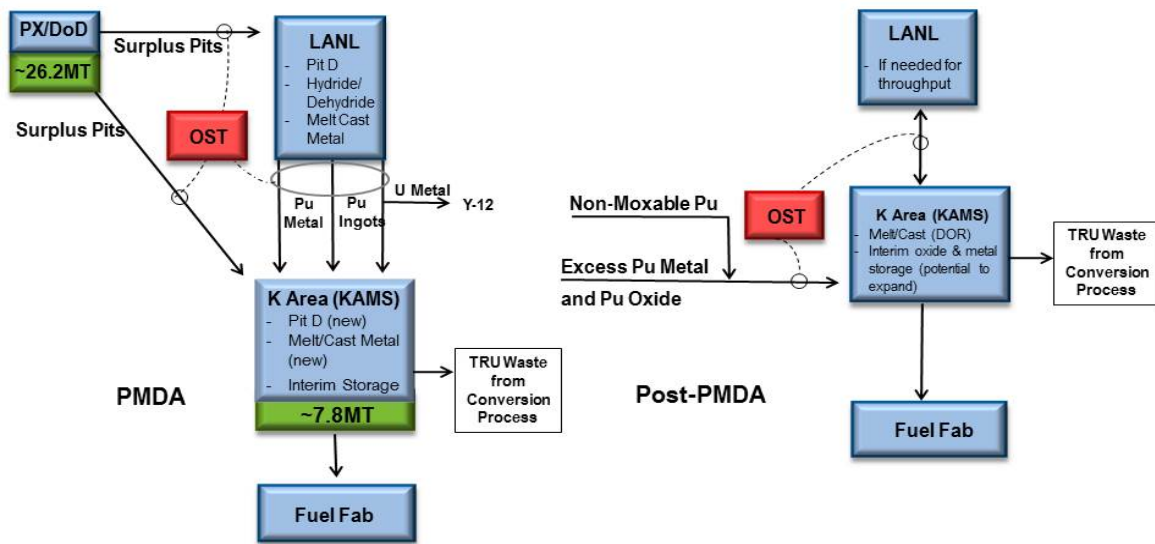 PX/DoD
~26.2MT
Surplus Pits
Surplus Pits
OST
LANL
- Pit D
- Hydride/
Dehydride
- Melt Cast
Metal
Pu
Metal
Pu
Ingots
U Metal
Y-12
K Area (KAMS)
- Pit D (new)
- Melt/Cast Metal
(new)
- Interim Storage
~7.8MT
TRU Waste
from
Conversion
Process
PMDA
Fuel Fab
LANL
- If needed for
throughput
OST
Non-Moxable Pu
Excess Pu Metal
and Pu Oxide
K Area (KAMS)
- Melt/Cast (DOR)
- Interim oxide & metal
storage (potential to
expand)
TRU Waste
from
Conversion
Process
Post-PMDA
Fuel Fab